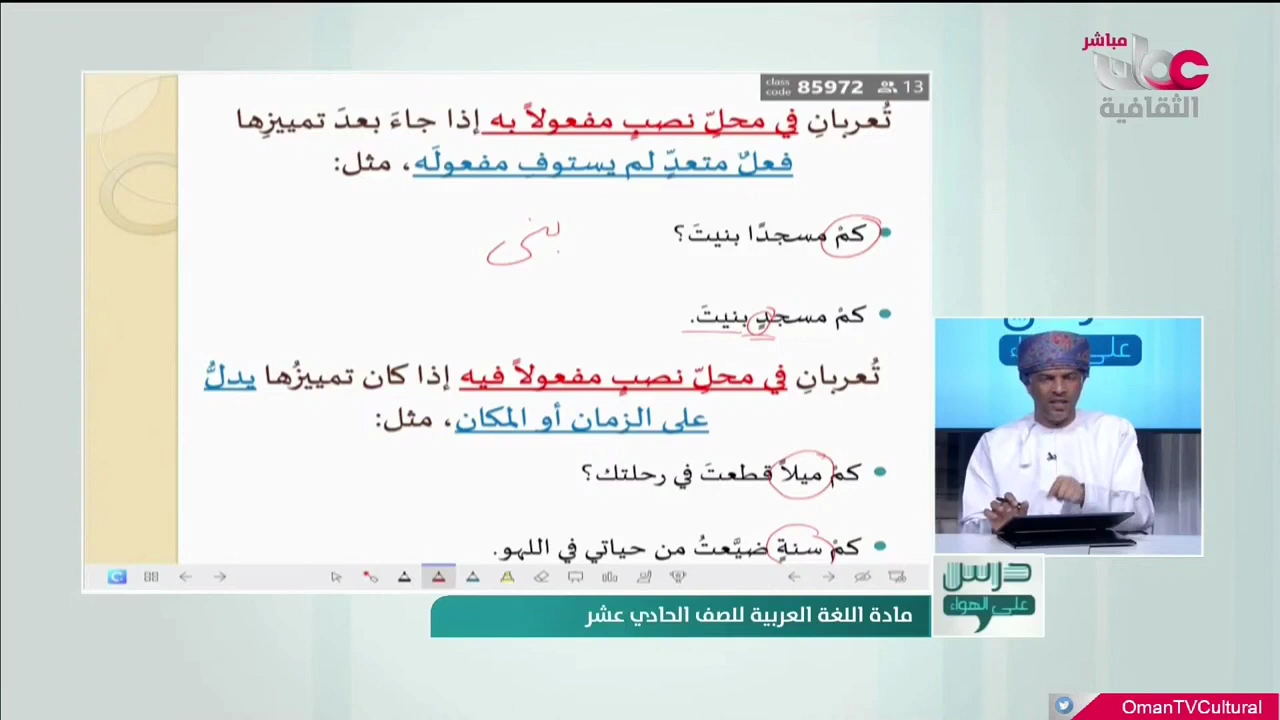 مباشر
عمان
الثقافية
class code 85972 13
تُعربانِ في محلِّ نصبٍ مفعولاً به إذا جاءَ بعدَ تمييزِها
فعلٌ متعدٍّ لم يستوفِ مفعولَه، مثل:
كمْ مسجدًا بنيتَ؟
بنى
كمْ مسجدٍ بنيتَ.
تُعربانِ في محلِّ نصبٍ مفعولاً فيه إذا كان تمييزُها يدلُّ
على الزمان أو المكان، مثل:
كمْ ميلاً قطعتَ في رحلتك؟
كمْ سنةٍ ضيَّعتُ من حياتي في اللهو.
على الهواء
درس
على الهواء
مادة اللغة العربية للصف الحادي عشر
OmanTVCultural